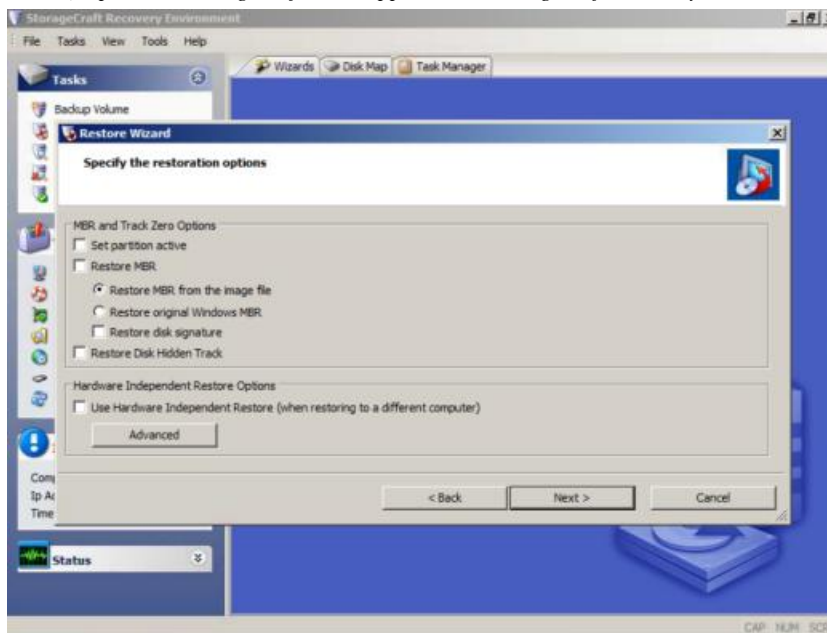 StorageCraft Recovery Environment
File Tasks View Tools Help
Tasks
Wizards Disk Map Task Manager
Backup Volume
Restore Wizard
Specify the restoration options
MBR and Track Zero Options
Set partition active
Restore MBR
Restore MBR from the image file
Restore original Windows MBR
Restore disk signature
Restore Disk Hidden Track
Hardware Independent Restore Options
Use Hardware Independent Restore (when restoring to a different computer)
Advanced
< Back Next > Cancel
Ip
Time
Status
CAP NUM